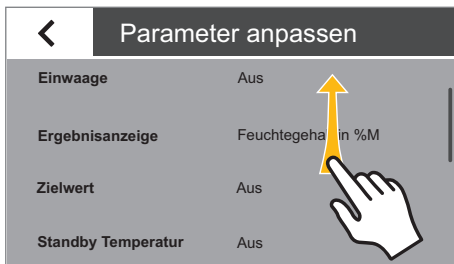 Parameter anpassen
Einwaage Aus
Ergebnisanzeige Feuchtegeha in %M
Zielwert Aus
Standby Temperatur Aus